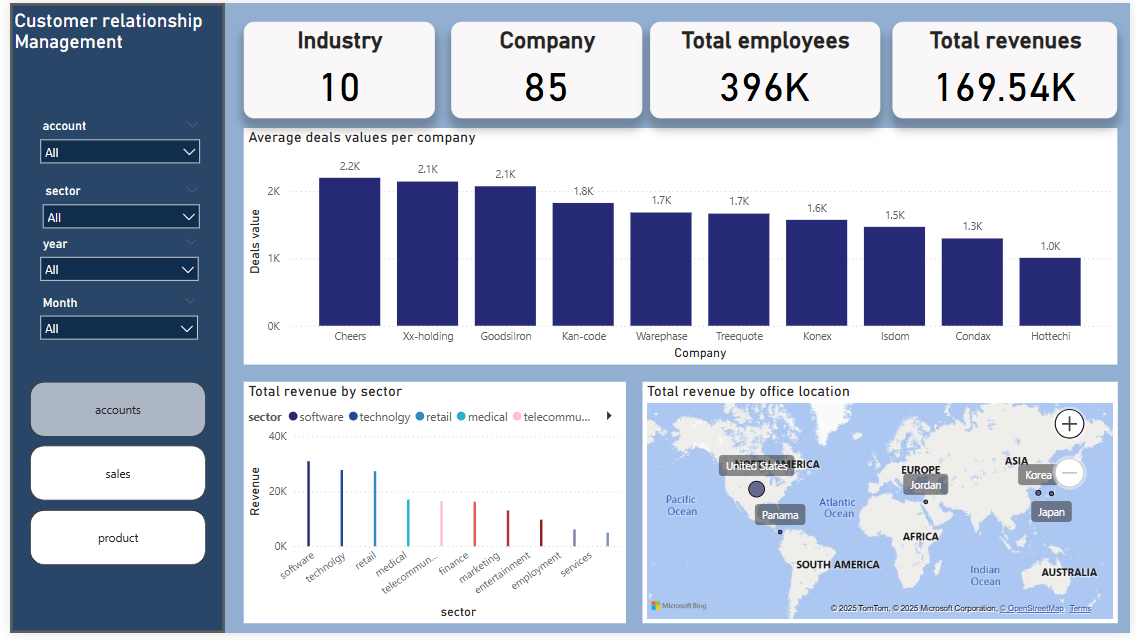 Customer relationship
Management
account
All
sector
All
year
All
Month
All
accounts
sales
product
Industry
10
Company
85
Total employees
396K
Total revenues
169.54K
Average deals values per company
Deals value
2K
1K
0K
2.2K
2.1K
2.1K
1.8K
1.7K
1.7K
1.6K
1.5K
1.3K
1.0K
Cheers
Xx-holding
Goodsilron
Kan-code
Warephase
Treequote
Konex
Isdom
Condax
Hottechi
Company
Total revenue by sector
sector software technolgy retail medical telecommu...
Revenue
40K
20K
0K
software
technolgy
retail
medical
telecommun...
finance
marketing
entertainment
employment
services
sector
Total revenue by office location
NORTH AMERICA
United States
EUROPE
ASIA
Jordan
Korea
Pacific
Ocean
Atlantic
Ocean
Panama
Japan
AFRICA
SOUTH AMERICA
Indian
Ocean
AUSTRALIA
Microsoft Bing
© 2025 TomTom, © 2025 Microsoft Corporation, © OpenStreetMap Terms